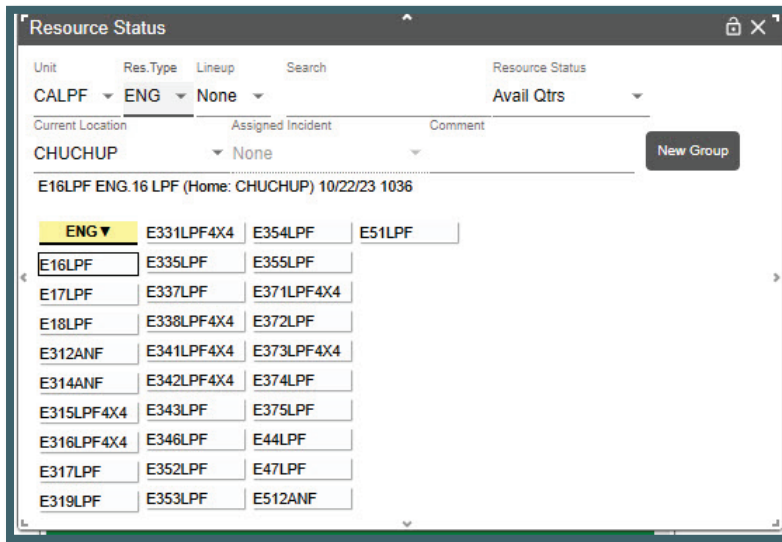 Resource Status
Unit Res.Type Lineup Search Resource Status
CALPF ENG None Avail Qtrs
Current Location Assigned Incident Comment
CHUCHUP None New Group
E16LPF ENG.16 LPF (Home: CHUCHUP) 10/22/23 1036
ENG▼ E331LPF4X4 E354LPF E51LPF
E16LPF E335LPF E355LPF
E17LPF E337LPF E371LPF4X4
E18LPF E338LPF4X4 E372LPF
E312ANF E341LPF4X4 E373LPF4X4
E314ANF E342LPF4X4 E374LPF
E315LPF4X4 E343LPF E375LPF
E316LPF4X4 E346LPF E44LPF
E317LPF E352LPF E47LPF
E319LPF E353LPF E512ANF